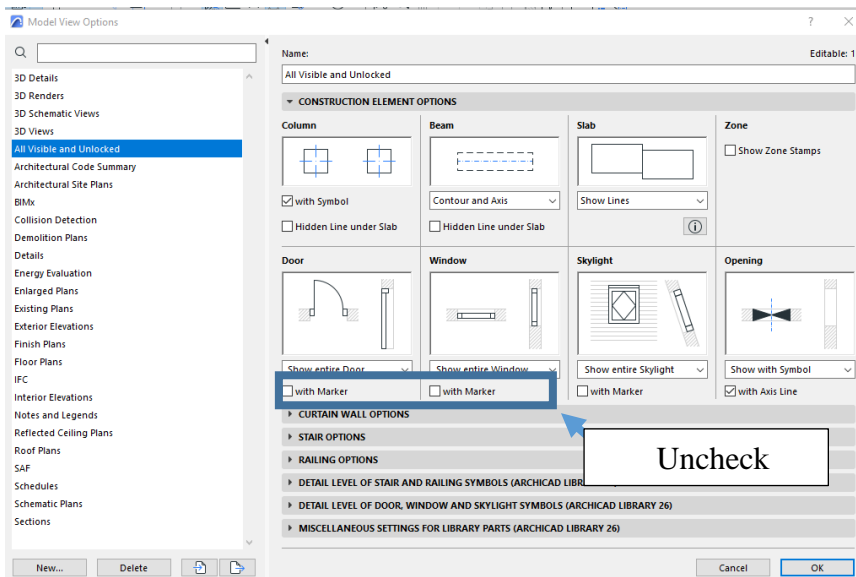 Model View Options
?
Name:
Editable: 1
All Visible and Unlocked
3D Details
3D Renders
3D Schematic Views
3D Views
All Visible and Unlocked
Architectural Code Summary
Architectural Site Plans
BIMx
Collision Detection
Demolition Plans
Details
Energy Evaluation
Enlarged Plans
Existing Plans
Exterior Elevations
Finish Plans
Floor Plans
IFC
Interior Elevations
Notes and Legends
Reflected Ceiling Plans
Roof Plans
SAF
Schedules
Schematic Plans
Sections
New...
Delete
CONSTRUCTION ELEMENT OPTIONS
Column
Beam
Slab
Zone
Show Zone Stamps
with Symbol
Contour and Axis
Show Lines
Hidden Line under Slab
Hidden Line under Slab
Door
Window
Skylight
Opening
Show entire Door
Show entire Window
Show entire Skylight
Show with Symbol
with Marker
with Marker
with Marker
with Axis Line
CURTAIN WALL OPTIONS
STAIR OPTIONS
RAILING OPTIONS
DETAIL LEVEL OF STAIR AND RAILING SYMBOLS (ARCHICAD
DETAIL LEVEL OF DOOR, WINDOW AND SKYLIGHT SYMBOLS (ARCHICAD LIBRARY 26)
MISCELLANEOUS SETTINGS FOR LIBRARY PARTS (ARCHICAD LIBRARY 26)
Uncheck
Cancel
OK